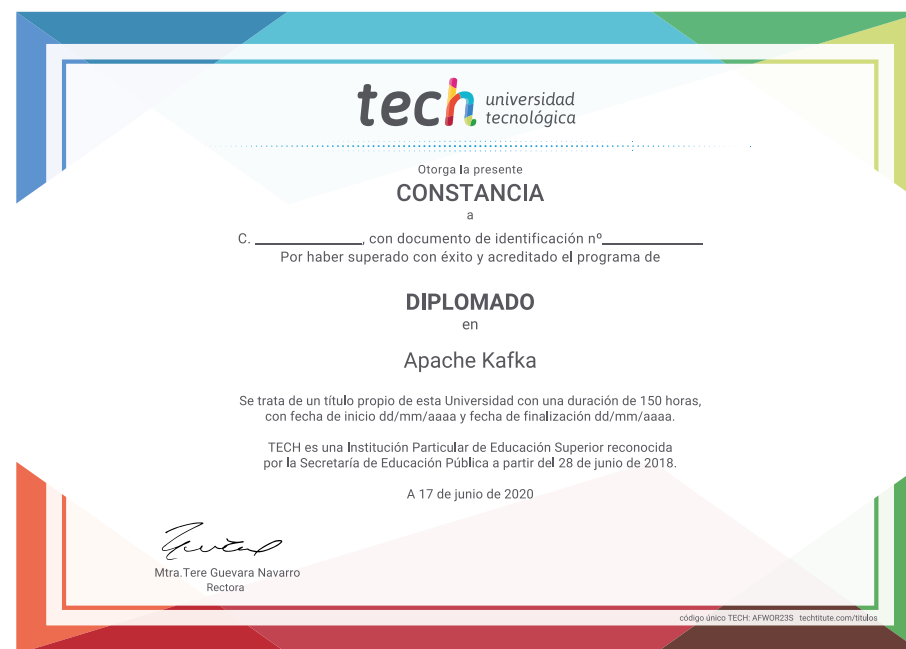 tech universidad
tecnológica
Otorga la presente
CONSTANCIA
a
C. ______________, con documento de identificación nº______________
Por haber superado con éxito y acreditado el programa de
DIPLOMADO
en
Apache Kafka
Se trata de un título propio de esta Universidad con una duración de 150 horas,
con fecha de inicio dd/mm/aaaa y fecha de finalización dd/mm/aaaa.
TECH es una Institución Particular de Educación Superior reconocida
por la Secretaría de Educación Pública a partir del 28 de junio de 2018.
A 17 de junio de 2020
Mtra.Tere Guevara Navarro
Rectora
código único TECH: AFWOR23S techtitute.com/titulos